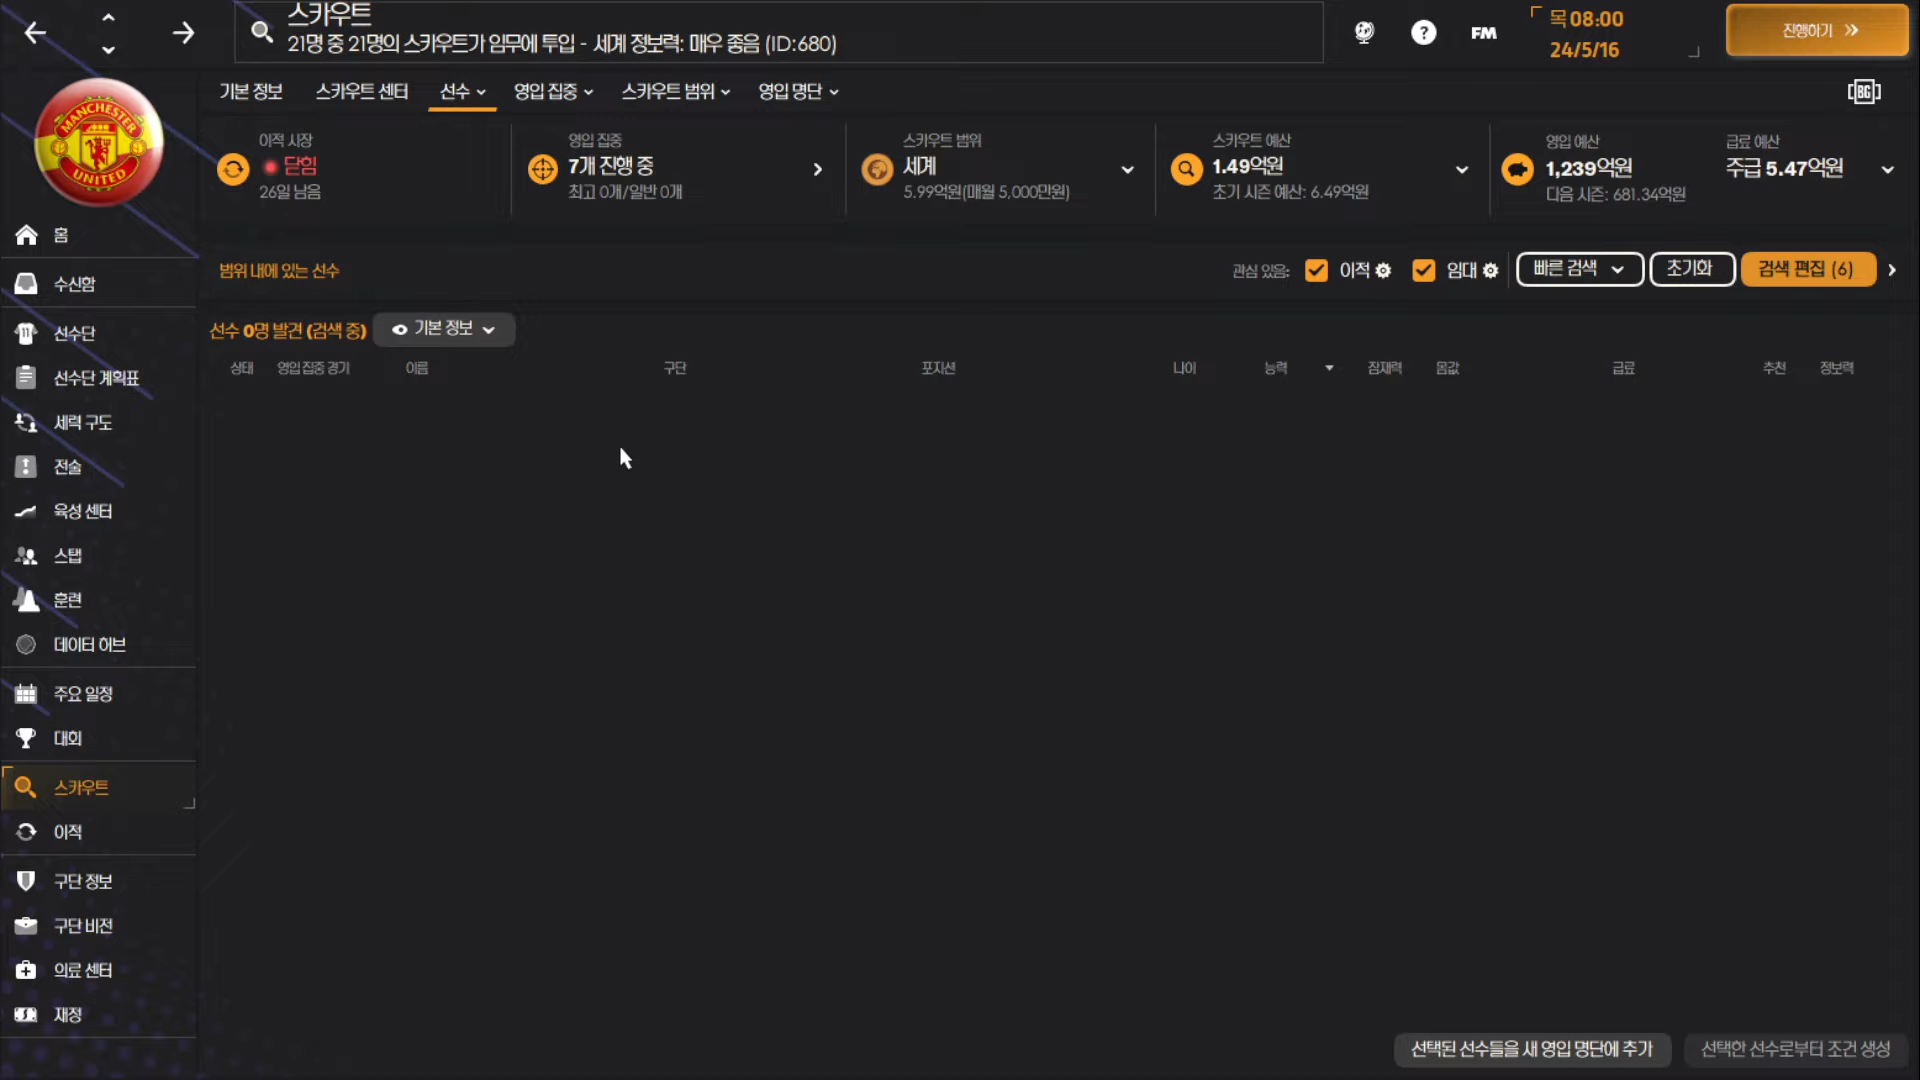 스카우트
21명 중 21명의 스카우트가 임무에 투입 - 세계 정보력: 매우 좋음 (ID:680)
FM
목 08:00
24/5/16
진행하기
MANCHESTER
UNITED
기본 정보
스카우트 센터
선수
영입 집중
스카우트 범위
영입 명단
[BG]
이적 시장
닫힘
26일 남음
영입 집중
7개 진행 중
최고 0개/일반 0개
스카우트 범위
세계
5.99억원(매월 5,000만원)
스카우트 예산
1.49억원
초기 시즌 예산: 6.49억원
영입 예산
1,239억원
다음 시즌: 681.34억원
급료 예산
주급 5.47억원
범위 내에 있는 선수
관심 있음:
이적
임대
빠른 검색
초기화
검색 편집 (6)
선수 0명 발견 (검색 중)
기본 정보
상태
영입 집중 경기
이름
구단
포지션
나이
능력
잠재력
몸값
급료
추천
정보력
홈
수신함
선수단
선수단 계획표
세력 구도
전술
육성 센터
스탭
훈련
데이터 허브
주요 일정
대회
스카우트
이적
구단 정보
구단 비전
의료 센터
재정
선택된 선수들을 새 영입 명단에 추가
선택한 선수로부터 조건 생성